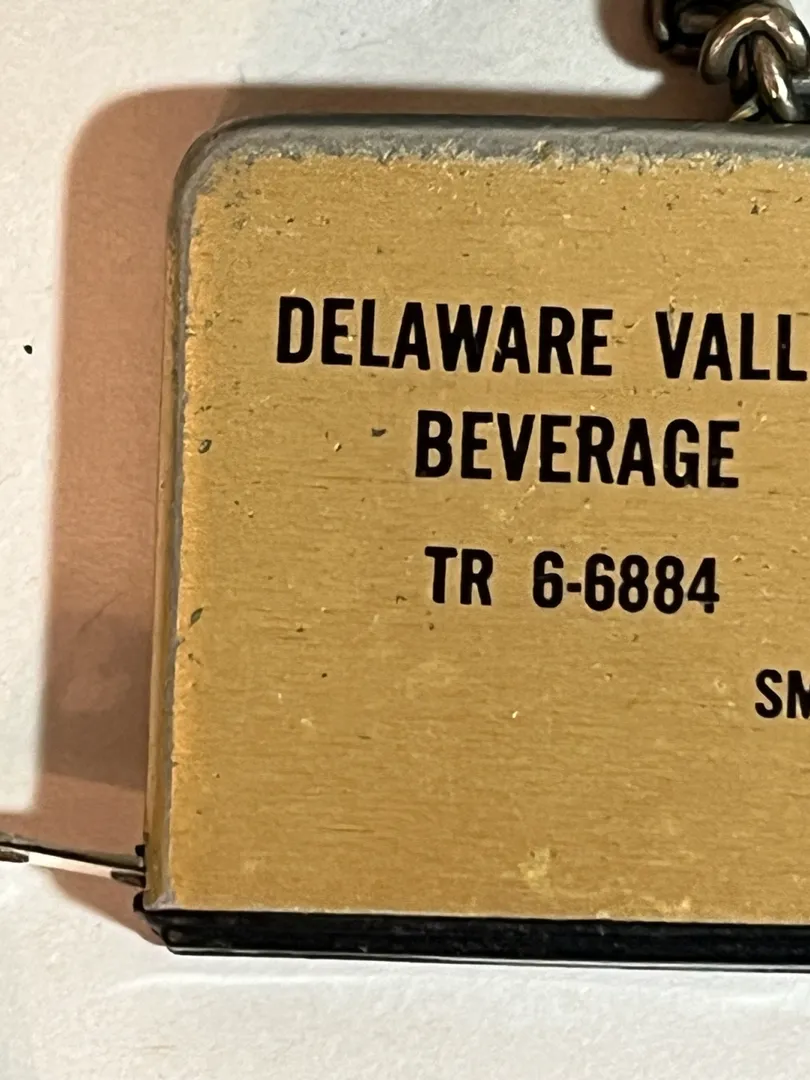 DELAWARE VALL
BEVERAGE
TR 6-6884
SM